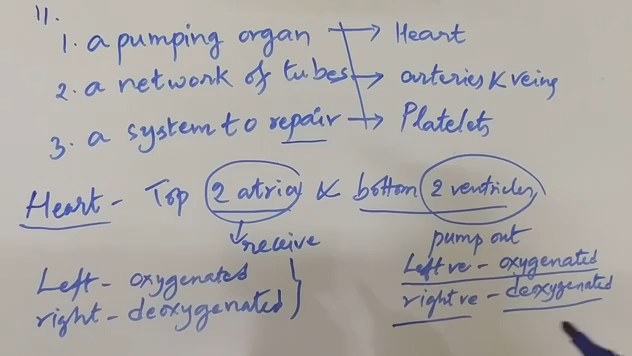 11.
1. a pumping organ → Heart
2. a network of tubes → arteries & veins
3. a system to repair → Platelets
Heart - Top 2 atria & bottom 2 ventricles
receive
pump out
Left - oxygenated
right - deoxygenated
Left ve - oxygenated
right ve - deoxygenated